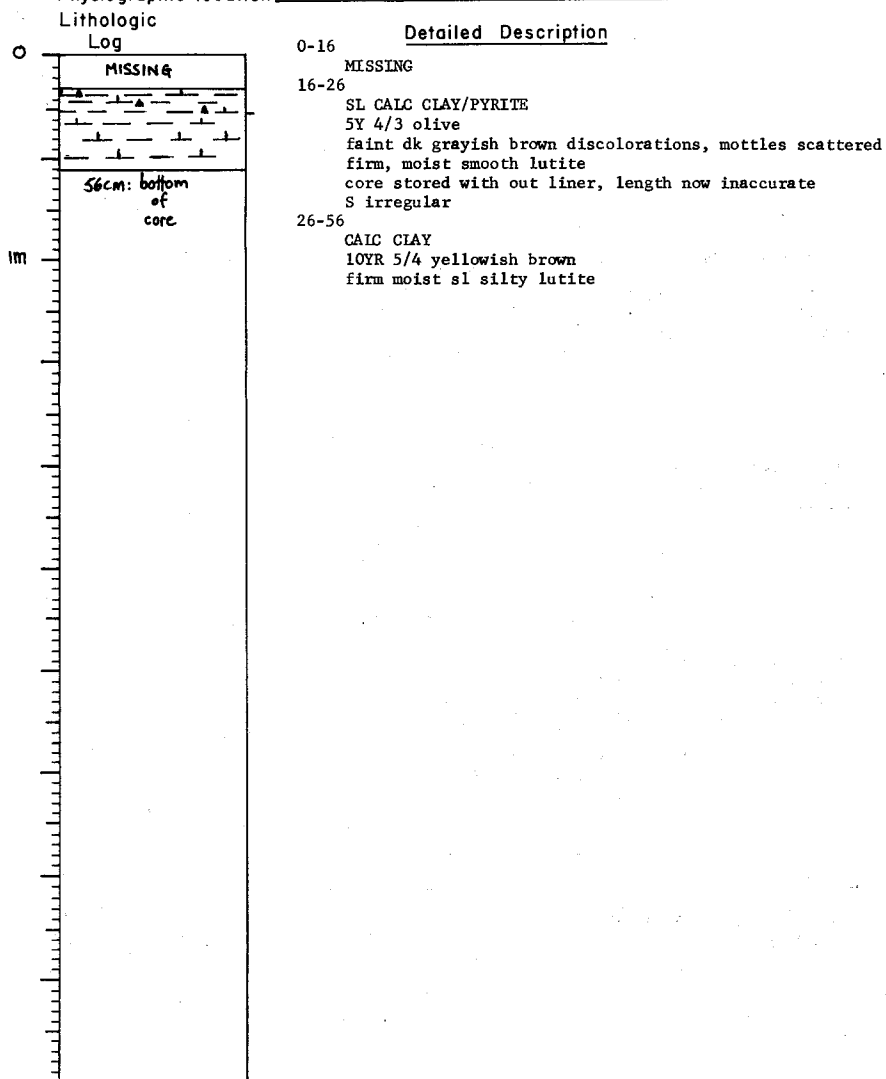 Lithologic
Log
O
MISSING
56cm: bottom
of
core
1m
Detailed Description
0-16
MISSING
16-26
SL CALC CLAY/PYRITE
5Y 4/3 olive
faint dk grayish brown discolorations, mottles scattered
firm, moist smooth lutite
core stored with out liner, length now inaccurate
S irregular
26-56
CALC CLAY
10YR 5/4 yellowish brown
firm moist sl silty lutite